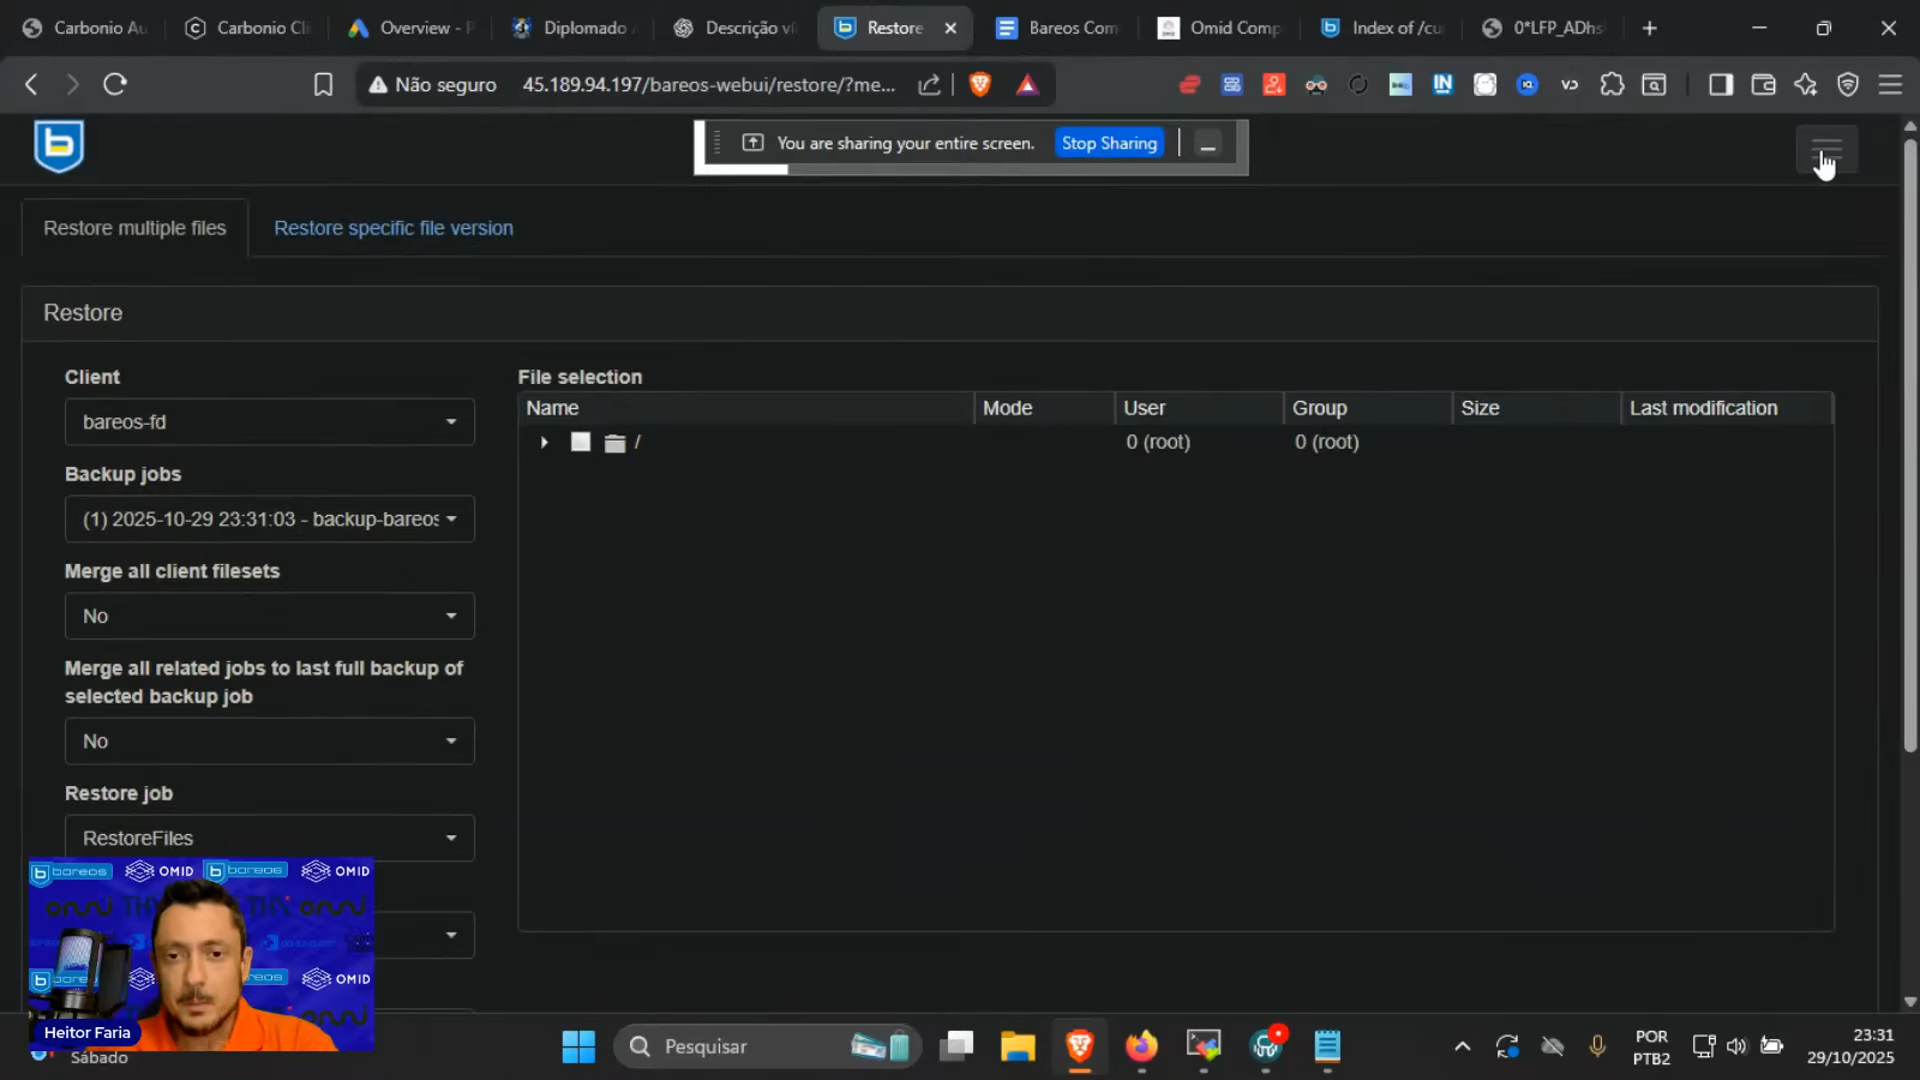 Carbonio Au
Carbonio Cl
Overview - P
Diplomado
Descrição ví
Restore
Bareos Com
Omid Comp
Index of /cu
0*LFP_ADhs
Não seguro
45.189.94.197/bareos-webui/restore/?me...
You are sharing your entire screen.
Stop Sharing
Restore multiple files
Restore specific file version
Restore
Client
bareos-fd
Backup jobs
(1) 2025-10-29 23:31:03 - backup-bareos
Merge all client filesets
No
Merge all related jobs to last full backup of
selected backup job
No
Restore job
RestoreFiles
File selection
Name
Mode
User
Group
Size
Last modification
/
0 (root)
0 (root)
bareos
OMID
bareos
OMID
OMID
Heitor Faria
Sábado
Pesquisar
POR
PTB2
23:31
29/10/2025